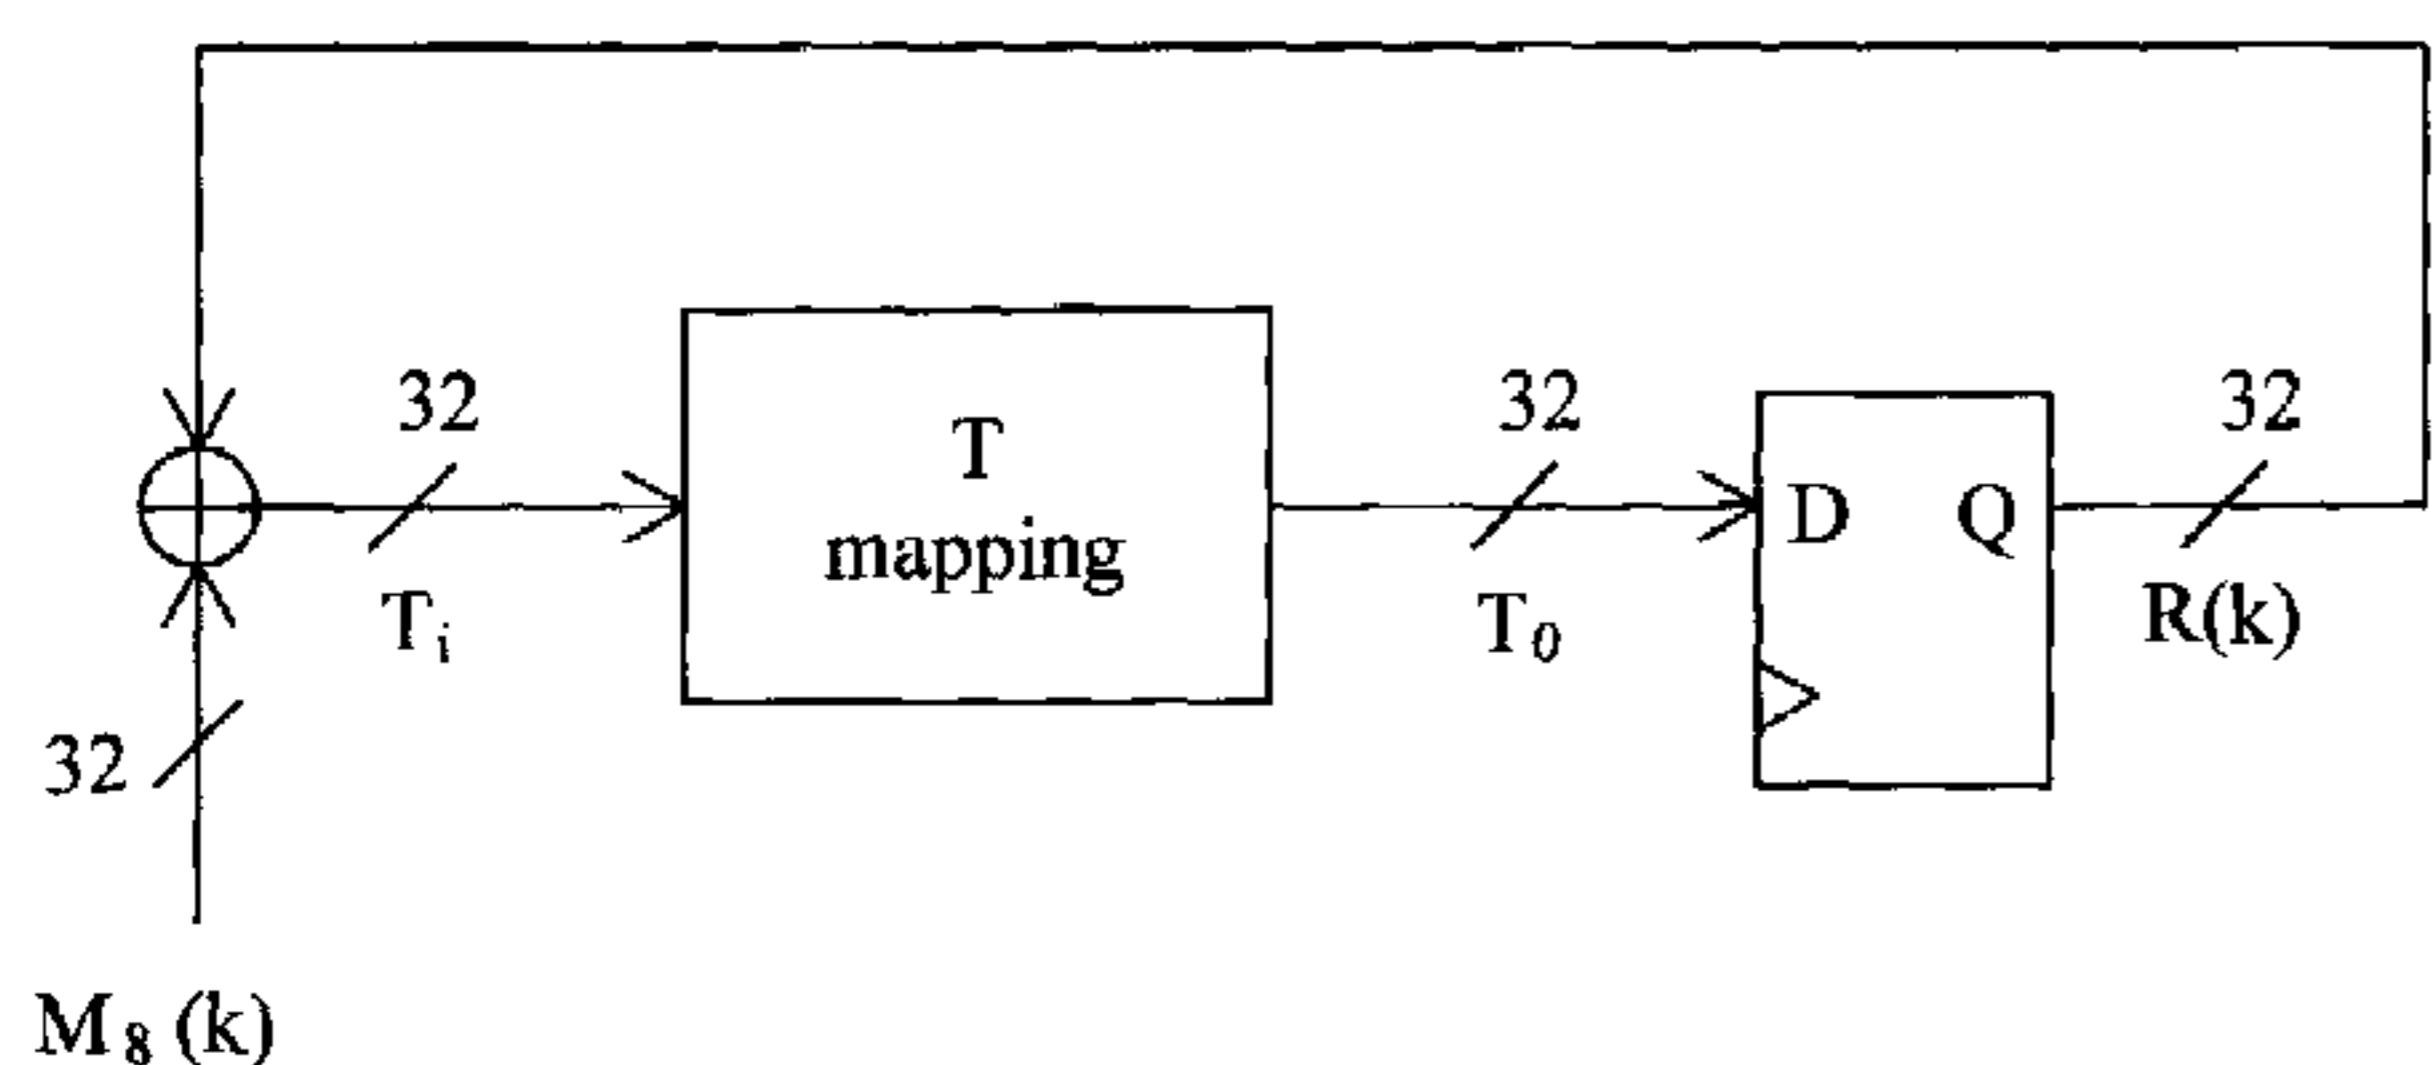 32
T
mapping
32
32
D Q
T₀
R(k)
Tᵢ
32
M₈ (k)